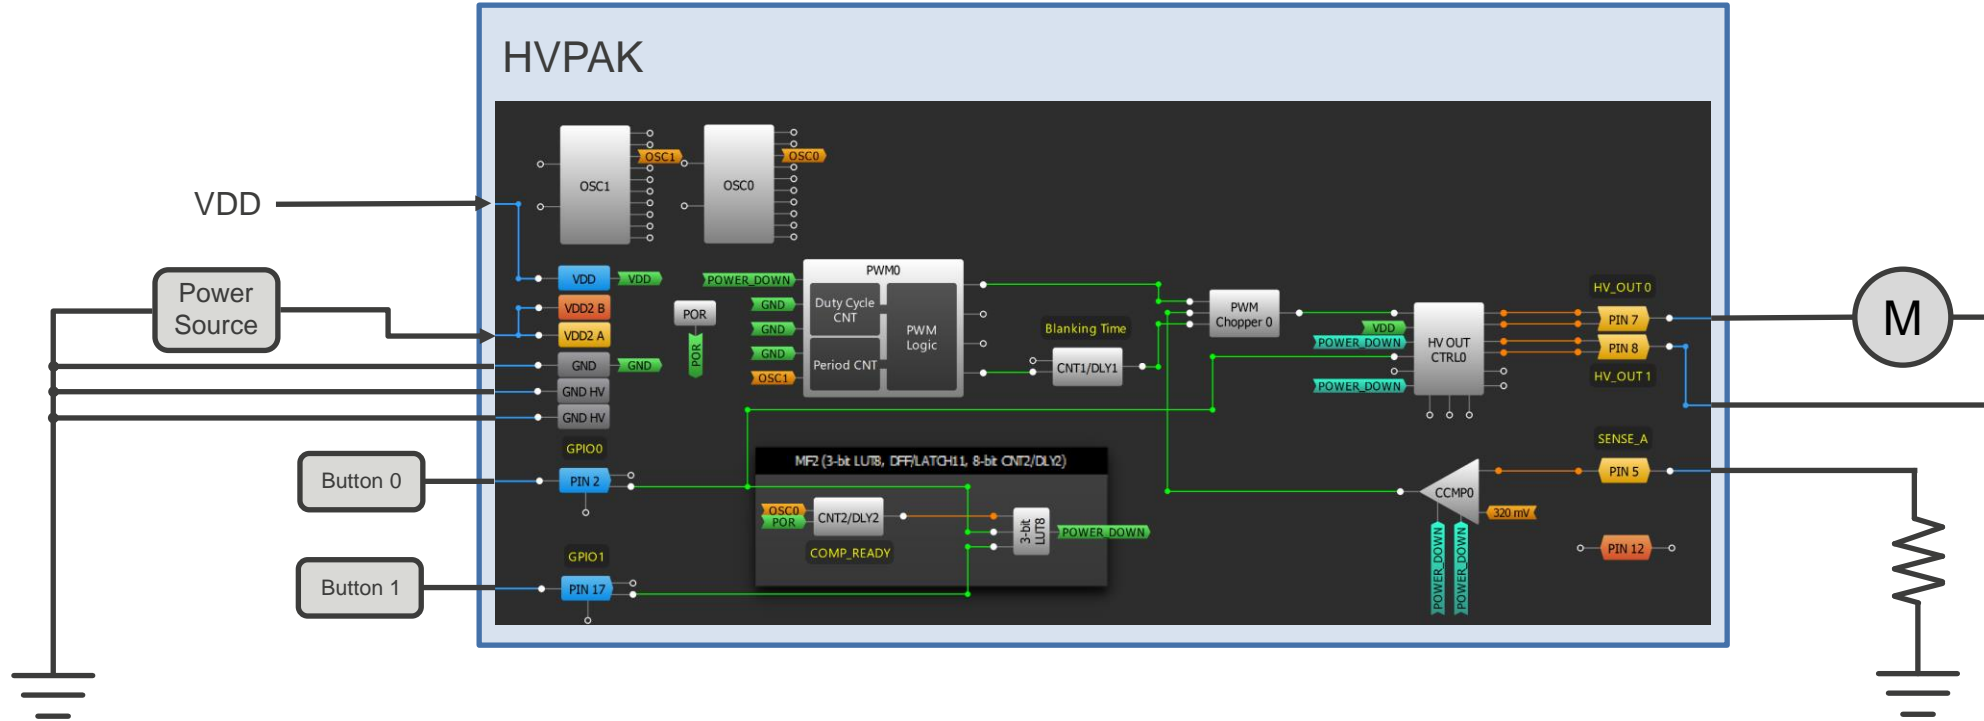 HVPAK
OSC1
OSC1
OSC0
OSC0
VDD
Power
Source
VDD
VDD
VDD2 B
VDD2 A
GND
GND
GND HV
GND HV
POR
POR
POWER_DOWN
GND
GND
GND
OSC1
PWM0
Duty Cycle
CNT
Period CNT
PWM
Logic
Blanking Time
CNT1/DLY1
PWM
Chopper 0
VDD
POWER_DOWN
POWER_DOWN
HV OUT
CTRL0
HV_OUT 0
PIN 7
PIN 8
HV_OUT 1
M
GPIO0
Button 0
PIN 2
GPIO1
Button 1
PIN 17
MF2 (3-bit LUT8, DFF/LATCH11, 8-bit CNT2/DLY2)
OSC0
POR
CNT2/DLY2
COMP_READY
3-bit
LUT8
POWER_DOWN
SENSE_A
PIN 5
CCMP0
320 mV
POWER_DOWN
POWER_DOWN
PIN 12